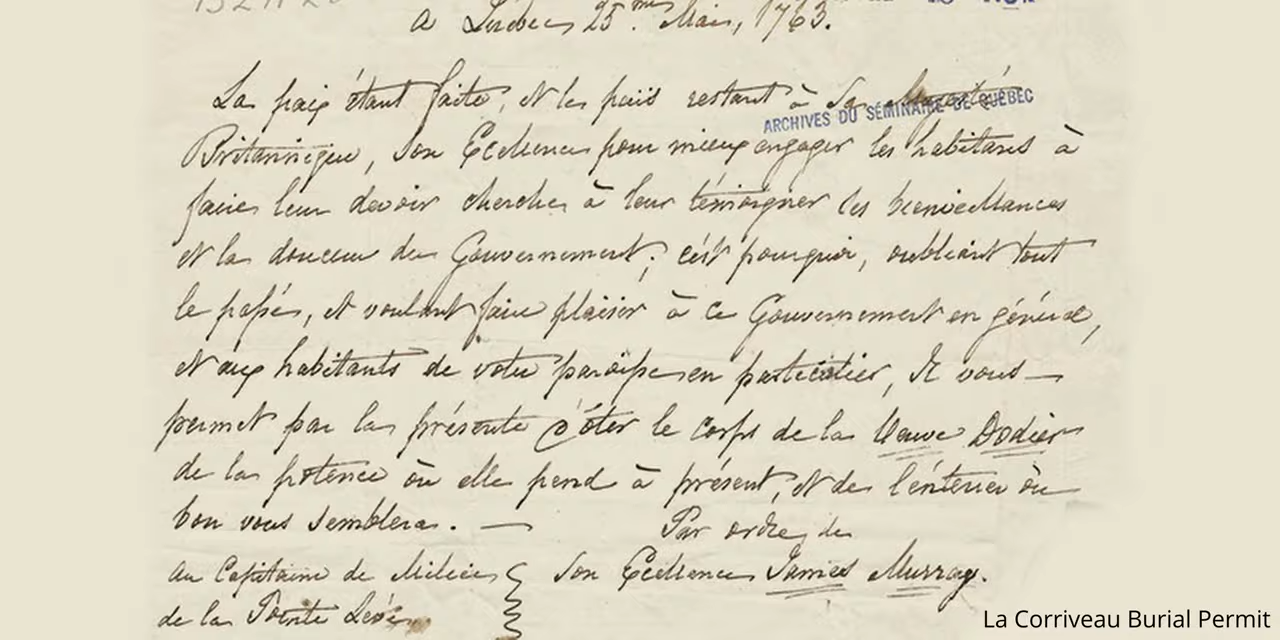 à Québec 25.me Mai, 1763.
La paix étant faite, et le païs restant à Sa Majesté
ARCHIVES DU SÉMINAIRE DE QUÉBEC
Britannique, Son Excellence pour mieux engager les habitans à
faire leur devoir cherche à leur témoigner les bienveillances
et la douceur du Gouvernement; c'est pourquoi, oubliant tout
le passé, et voulant faire plaisir à ce Gouvernement en général,
et aux habitants de votre paroisse en particulier, Il vous
permet par la présente d'ôter le corps de la Veuve Dodier
de la potence où elle pend à présent, et de l'enterrer où
bon vous semblera. — Par ordre de
au Capitaine de Milices Son Excellence James Murray.
de la Pointe Levé
La Corriveau Burial Permit